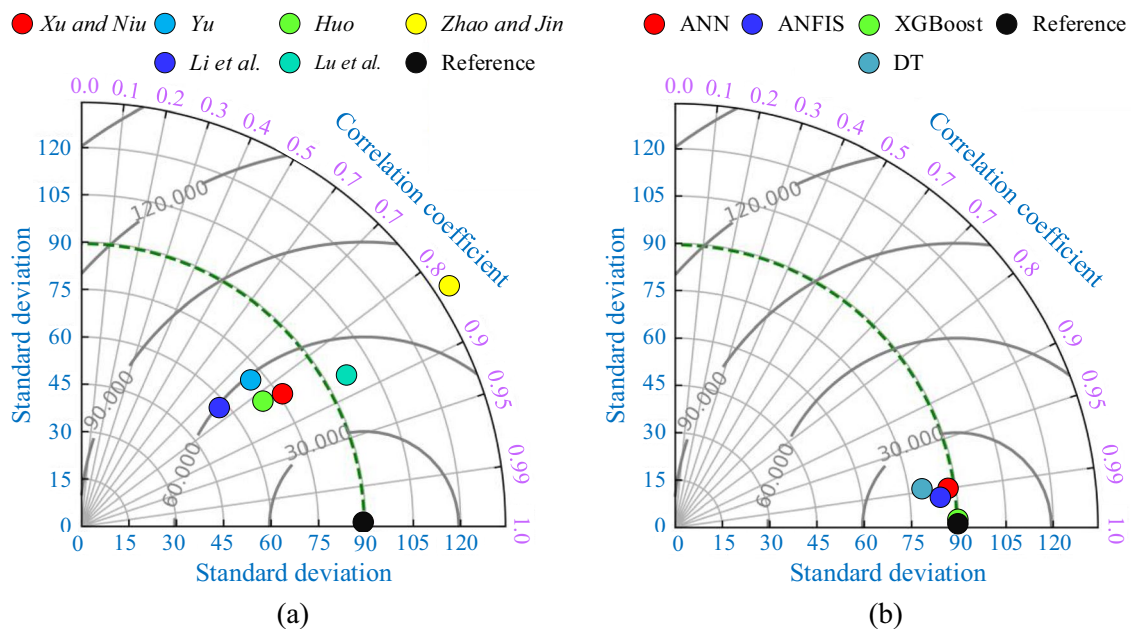 Xu and Niu Yu Huo Zhao and Jin
Li et al. Lu et al. Reference
0.0 0.1 0.2 0.3 0.4 0.5 0.7 0.7 0.8 0.9 0.95 0.99 1.0
Correlation coefficient
Standard deviation
120
105
90
75
60
45
30
15
0
120.000
90.000
60.000
30.000
0 15 30 45 60 75 90 105 120
Standard deviation
(a)
ANN ANFIS XGBoost Reference
DT
0.0 0.1 0.2 0.3 0.4 0.5 0.7 0.7 0.8 0.9 0.95 0.99 1.0
Correlation coefficient
Standard deviation
120
105
90
75
60
45
30
15
0
120.000
90.000
60.000
30.000
0 15 30 45 60 75 90 105 120
Standard deviation
(b)